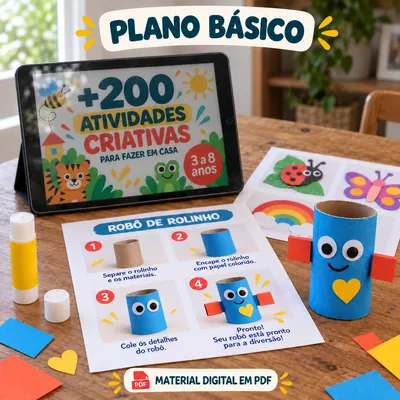 PLANO BÁSICO
+200
ATIVIDADES
CRIATIVAS
PARA FAZER EM CASA
3 a 8
anos
ROBÔ DE ROLINHO
1
Separe o rolinho
e os materiais.
2
Encape o rolinho
com papel colorido.
3
Cole os detalhes
do robô.
4
Pronto!
Seu robô está pronto
para a diversão!
PDF
MATERIAL DIGITAL EM PDF